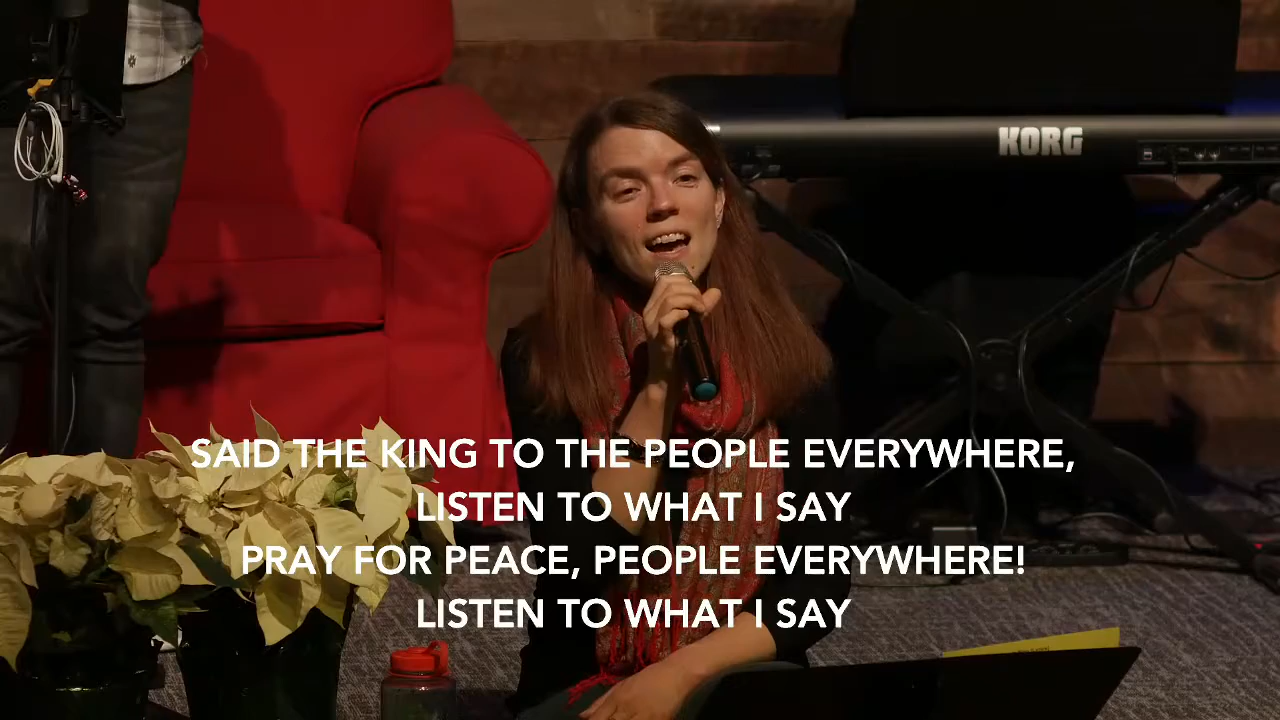 KORG
SAID THE KING TO THE PEOPLE EVERYWHERE,
LISTEN TO WHAT I SAY
PRAY FOR PEACE, PEOPLE EVERYWHERE!
LISTEN TO WHAT I SAY